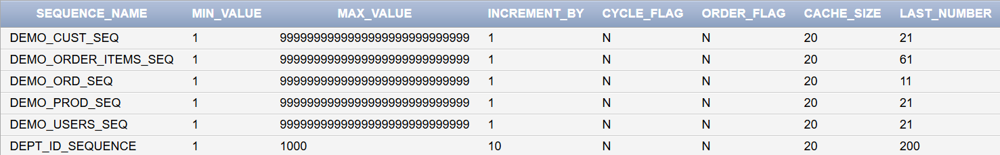 SEQUENCE_NAME MIN_VALUE MAX_VALUE INCREMENT_BY CYCLE_FLAG ORDER_FLAG CACHE_SIZE LAST_NUMBER
DEMO_CUST_SEQ 1 9999999999999999999999999999 1 N N 20 21
DEMO_ORDER_ITEMS_SEQ 1 9999999999999999999999999999 1 N N 20 61
DEMO_ORD_SEQ 1 9999999999999999999999999999 1 N N 20 11
DEMO_PROD_SEQ 1 9999999999999999999999999999 1 N N 20 21
DEMO_USERS_SEQ 1 9999999999999999999999999999 1 N N 20 21
DEPT_ID_SEQUENCE 1 1000 10 N N 20 200